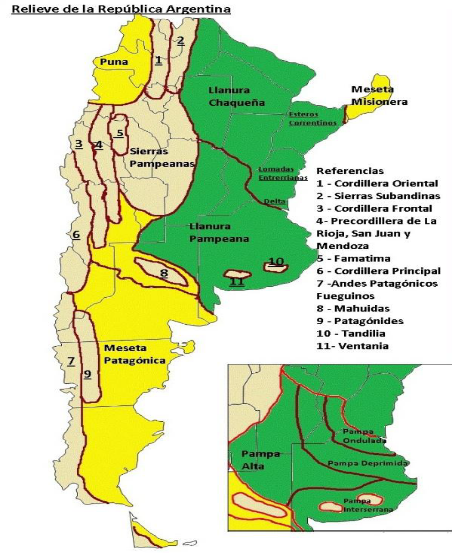 Relieve de la República Argentina
2
1
Puna
Llanura
Chaqueña
Meseta
Misionera
Esteros
Correntinos
5
3
4
Sierras
Pampeanas
Lomadas
Entrerrianas
Delta
Llanura
Pampeana
6
8
10
11
Meseta
Patagónica
7
9
Referencias
1 - Cordillera Oriental
2 - Sierras Subandinas
3 - Cordillera Frontal
4- Precordillera de La
Rioja, San Juan y
Mendoza
5 - Famatima
6 - Cordillera Principal
7 -Andes Patagónicos
Fueguinos
8 - Mahuidas
9 - Patagónides
10 - Tandilia
11- Ventania
Pampa
Ondulada
Pampa
Alta
Pampa Deprimida
Pampa
Interserrana